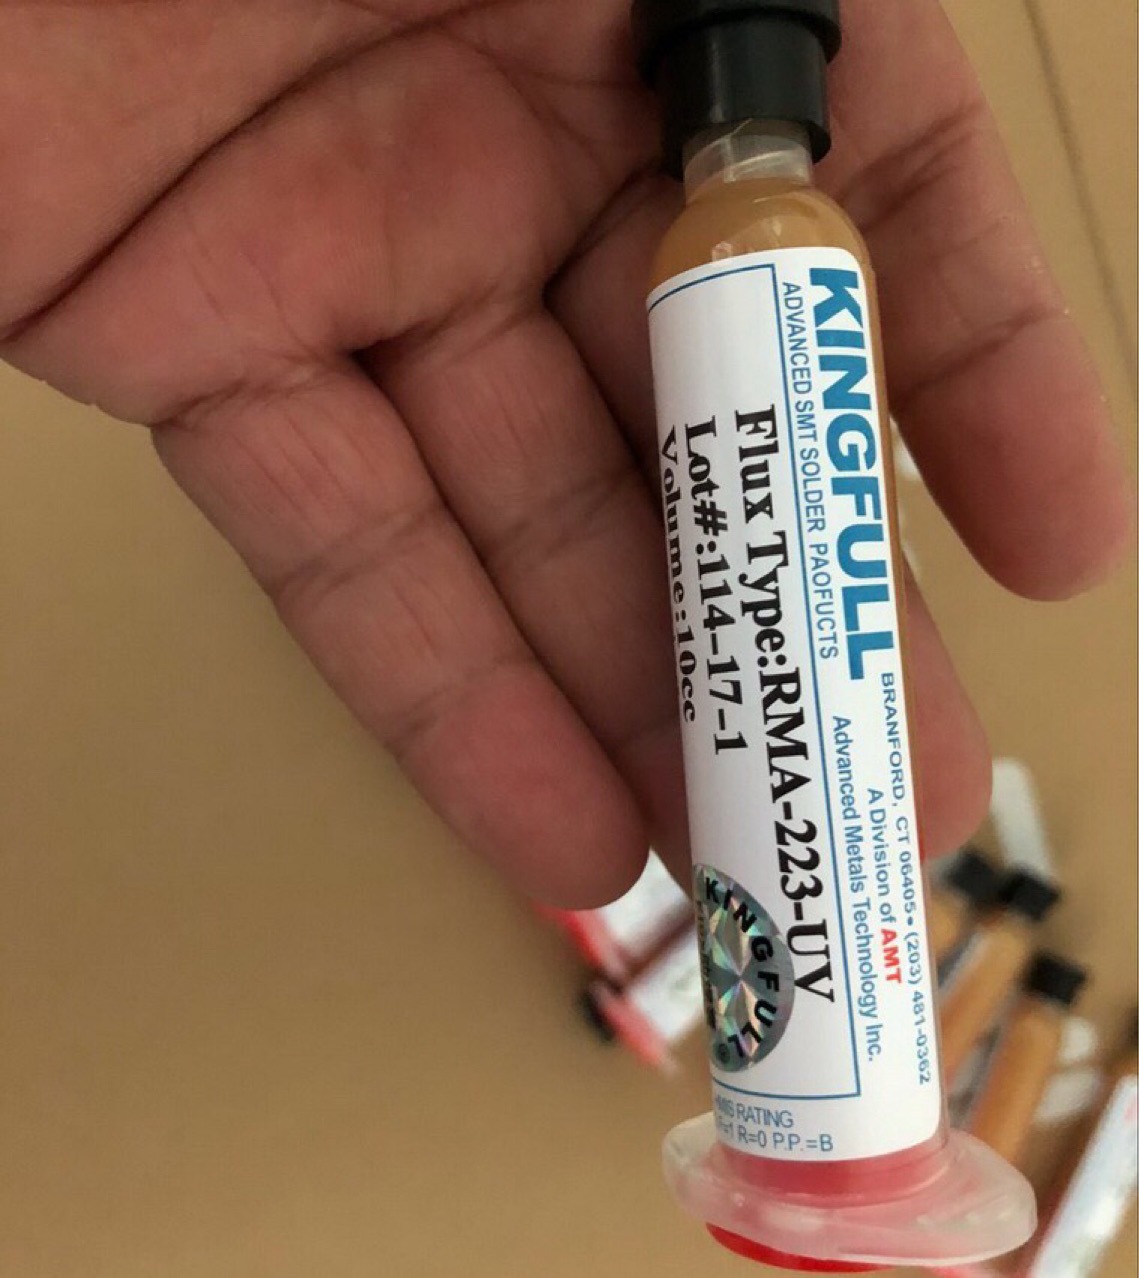 KINGFULL
ADVANCED SMT SOLDER PAOFUCTS
BRANFORD, CT 06405• (203) 481-0362
A Division of AMT
Advanced Metals Technology Inc.
Flux Type:RMA-223-UV
Lot#:114-17-1
Volume:10cc
KINGFULL
RATING
R=0 P.P.=B